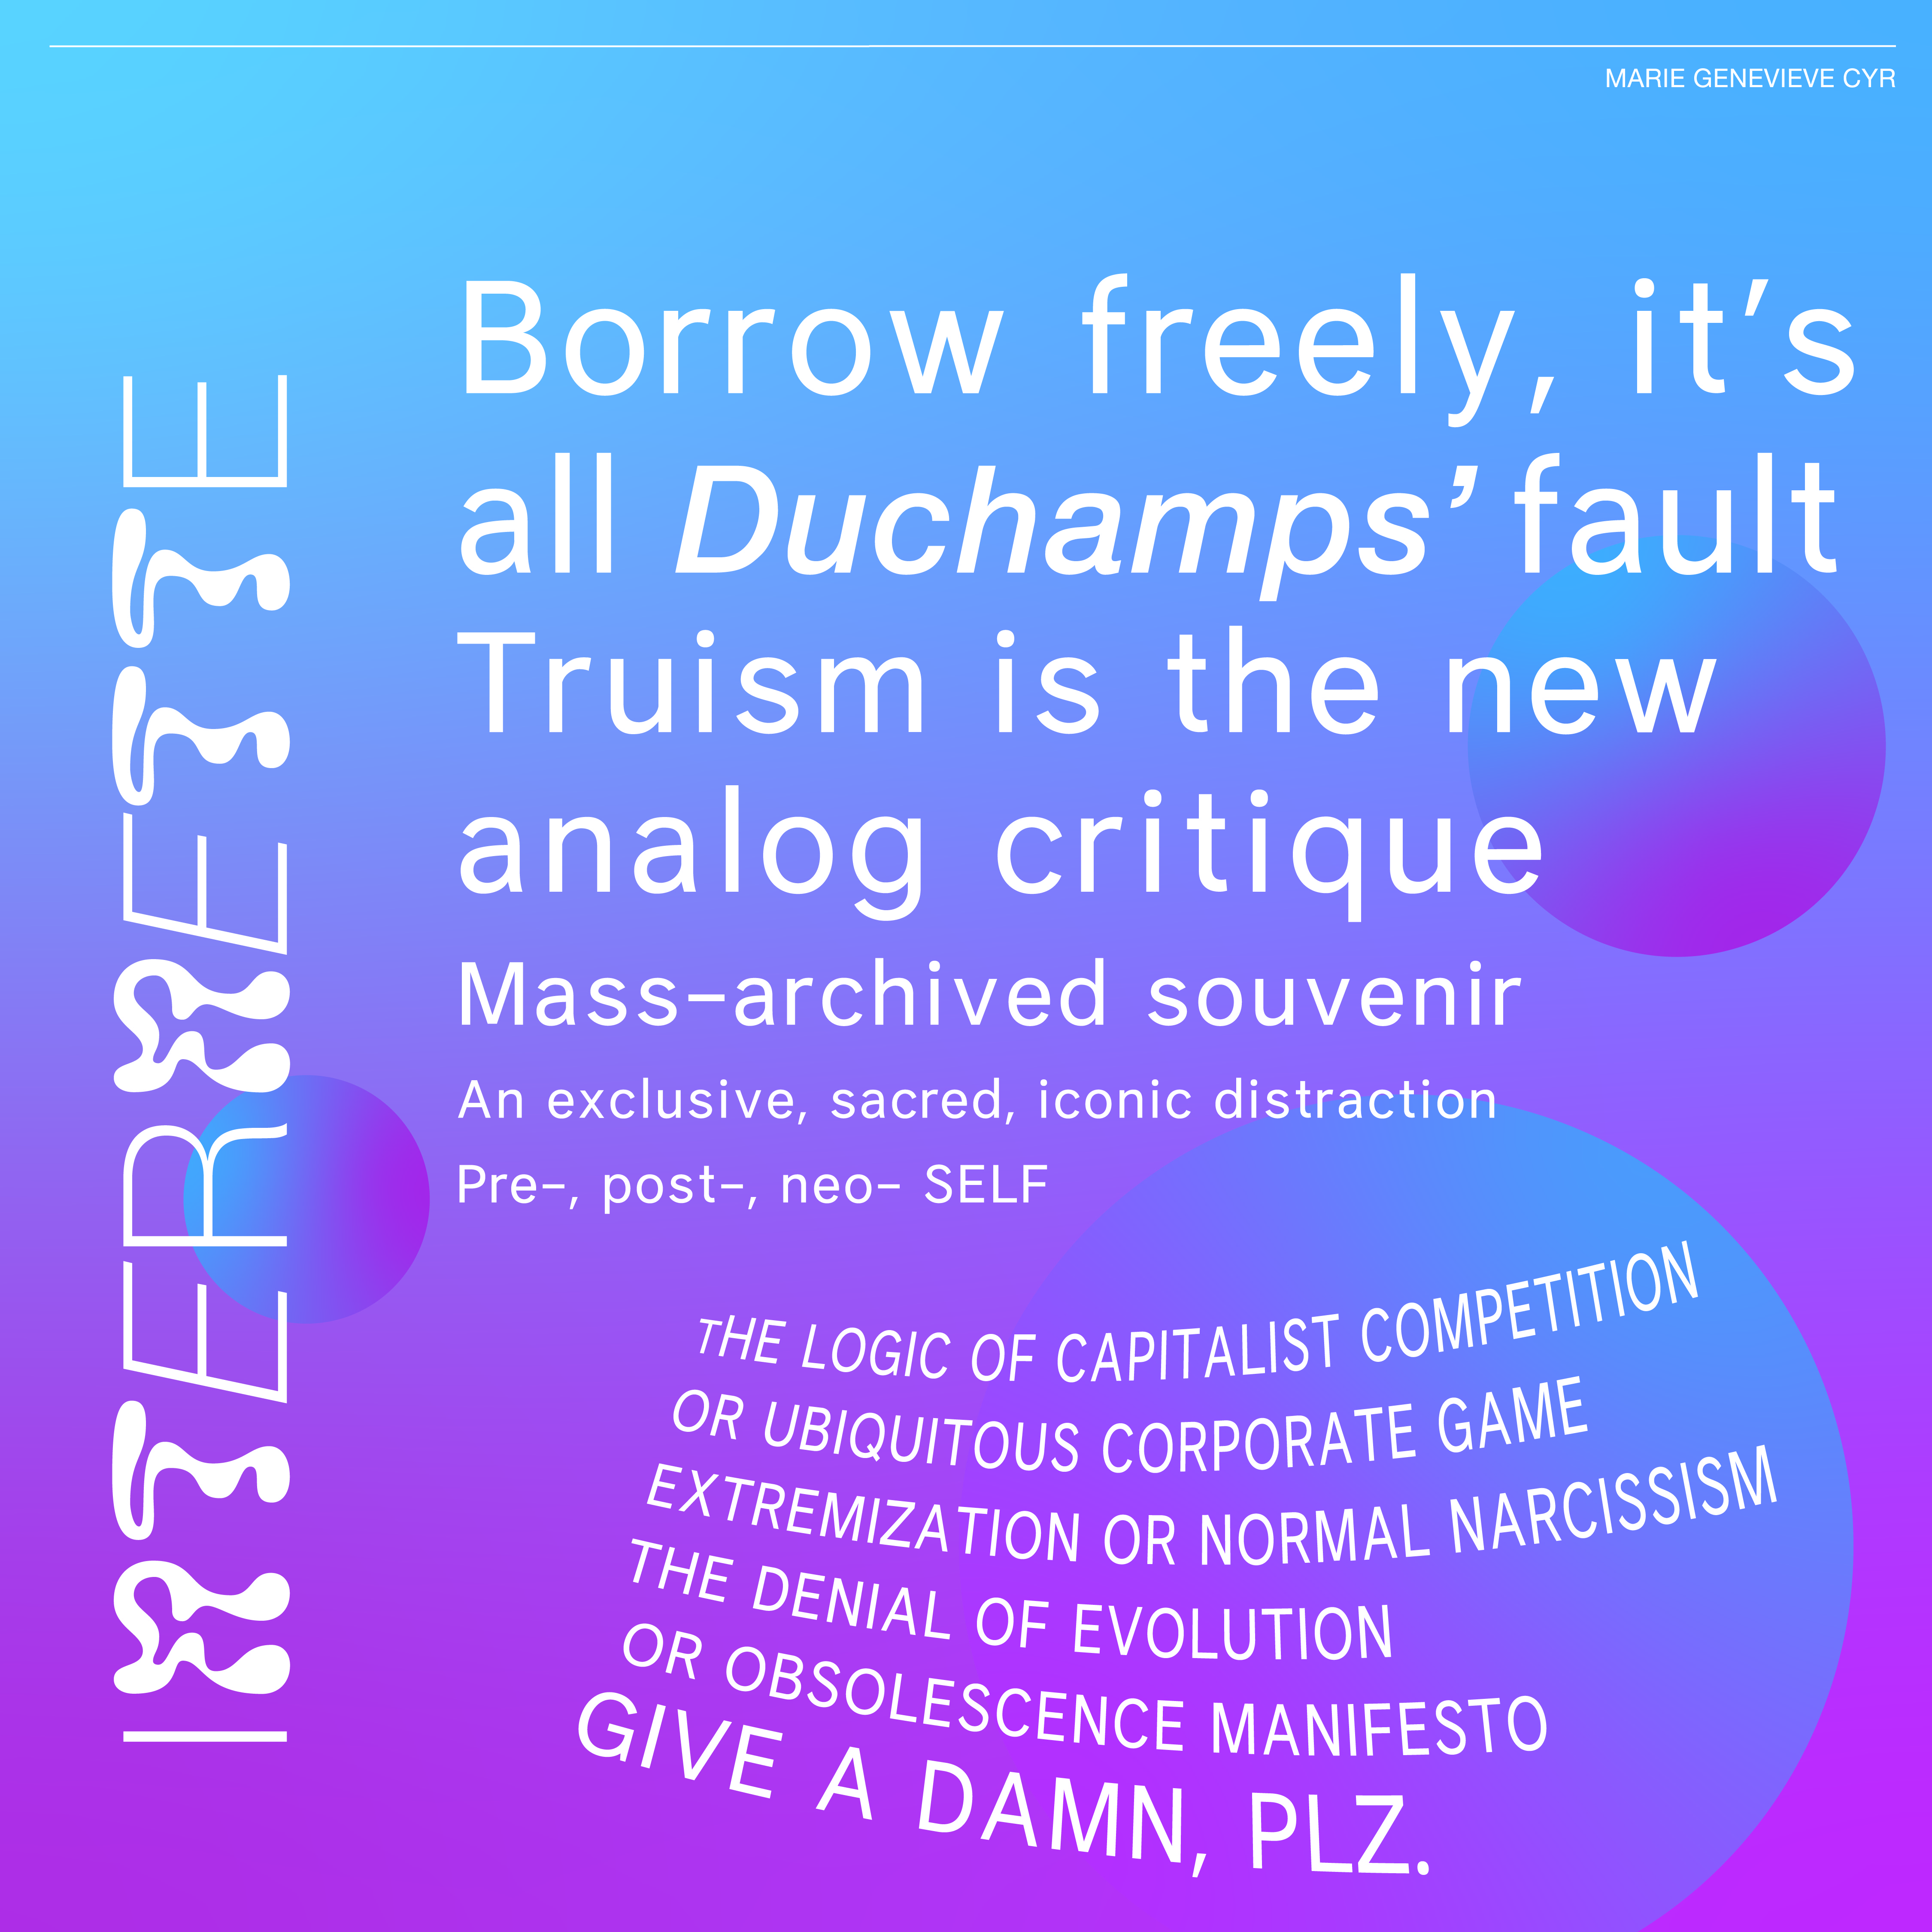 MARIE GENEVIEVE CYR
INTERNETTE
Borrow freely, it’s
all Duchamps’ fault
Truism is the new
analog critique
Mass–archived souvenir
An exclusive, sacred, iconic distraction
Pre–, post–, neo– SELF
THE LOGIC OF CAPITALIST COMPETITION
OR UBIQUITOUS CORPORATE GAME
EXTREMIZATION OR NORMAL NARCISSISM
THE DENIAL OF EVOLUTION
OR OBSOLESCENCE MANIFESTO
GIVE A DAMN, PLZ.